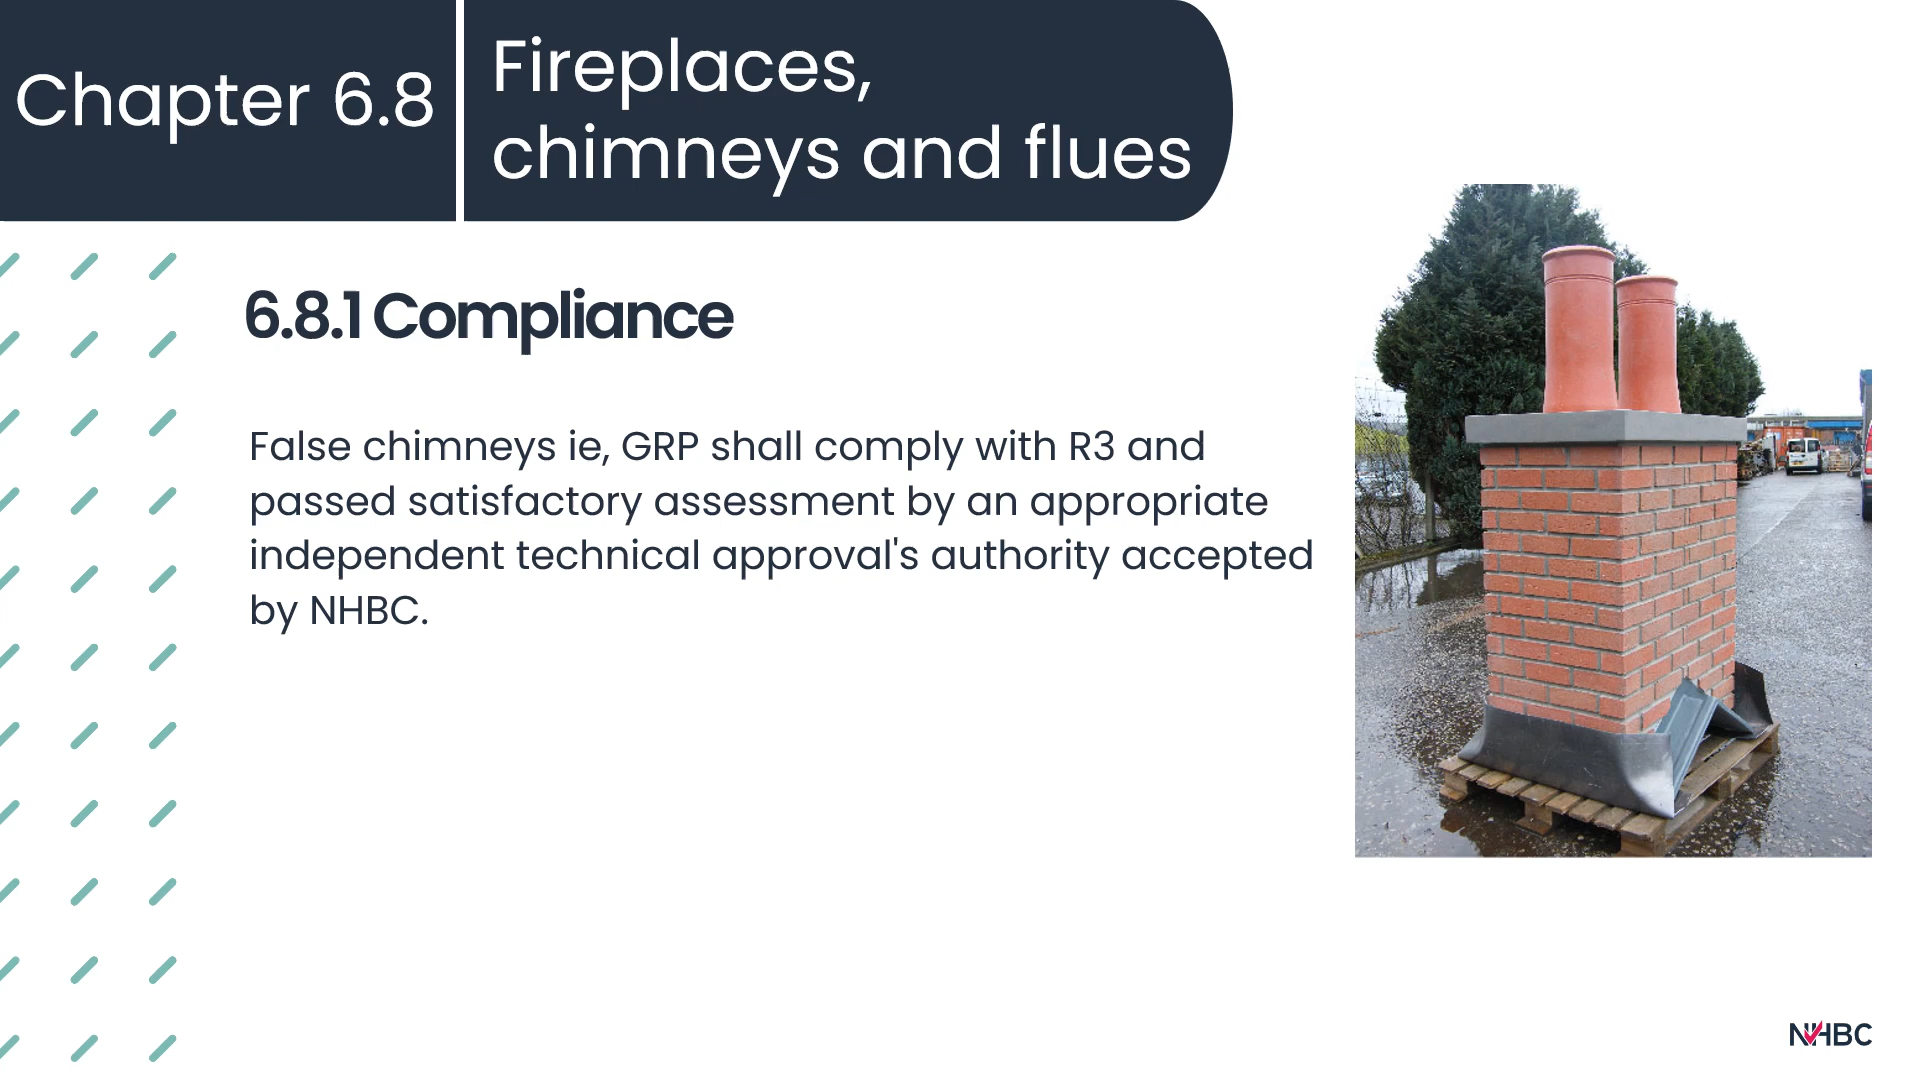 Chapter 6.8
Fireplaces,
chimneys and flues
6.8.1 Compliance
False chimneys ie, GRP shall comply with R3 and
passed satisfactory assessment by an appropriate
independent technical approval's authority accepted
by NHBC.
NHBC